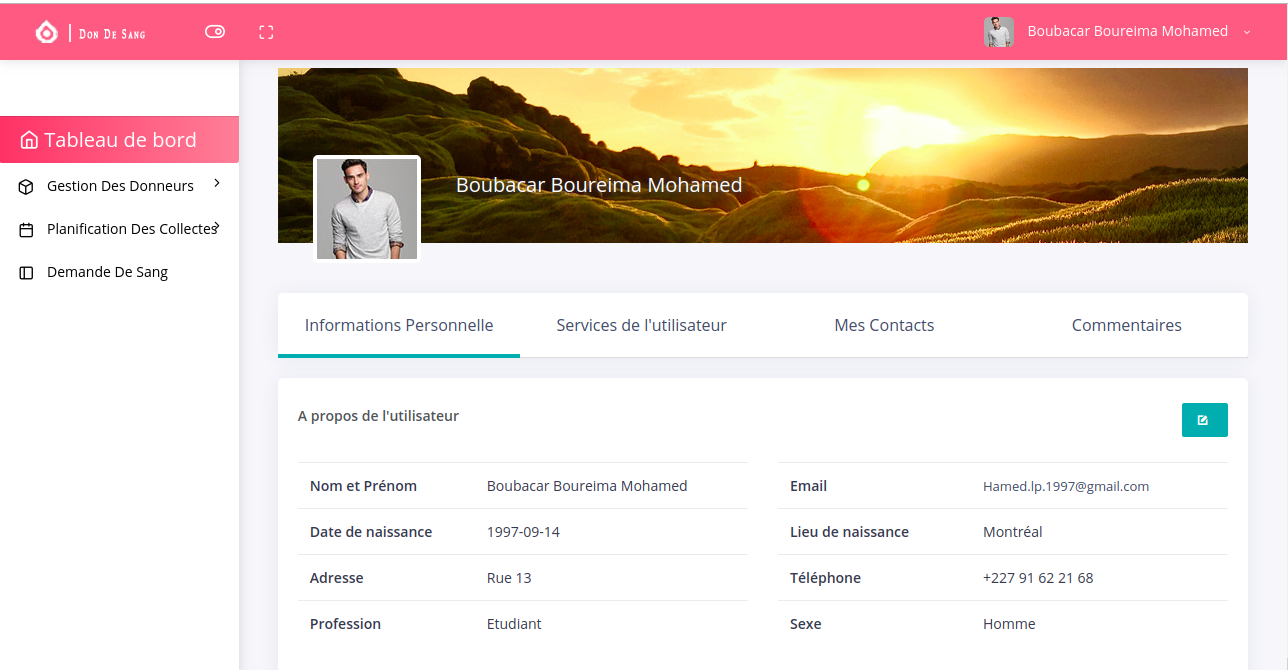 Don De Sang
Boubacar Boureima Mohamed
Tableau de bord
Gestion Des Donneurs
Planification Des Collectes
Demande De Sang
Boubacar Boureima Mohamed
Informations Personnelle Services de l'utilisateur Mes Contacts Commentaires
A propos de l'utilisateur
Nom et Prénom Boubacar Boureima Mohamed Email Hamed.lp.1997@gmail.com
Date de naissance 1997-09-14 Lieu de naissance Montréal
Adresse Rue 13 Téléphone +227 91 62 21 68
Profession Etudiant Sexe Homme